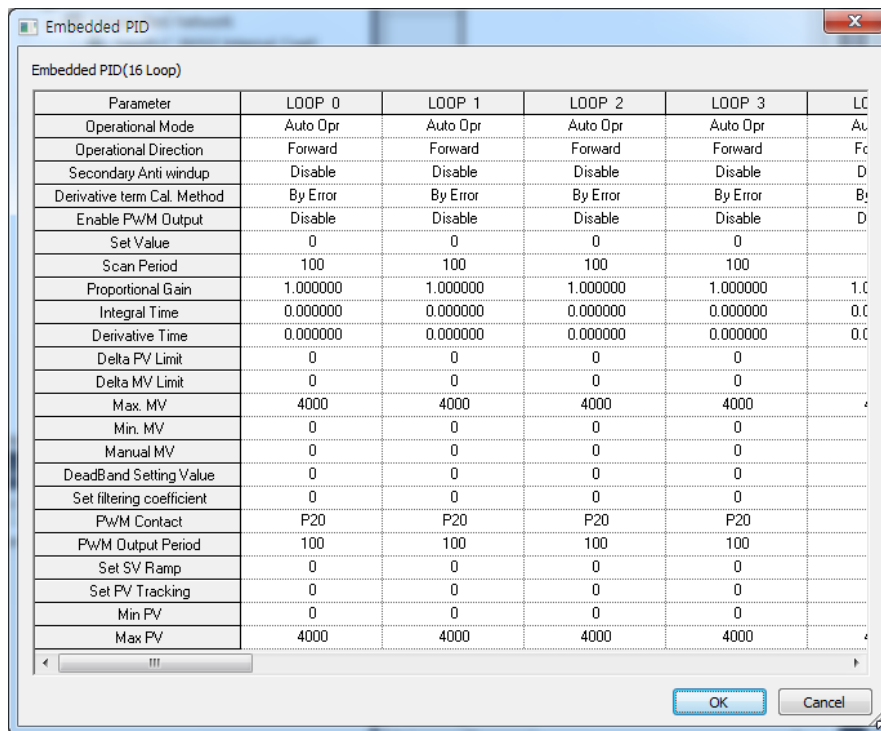 Embedded PID
Embedded PID(16 Loop)
Parameter LOOP 0 LOOP 1 LOOP 2 LOOP 3
Operational Mode Auto Opr Auto Opr Auto Opr Auto Opr
Operational Direction Forward Forward Forward Forward
Secondary Anti windup Disable Disable Disable Disable
Derivative term Cal. Method By Error By Error By Error By Error
Enable PWM Output Disable Disable Disable Disable
Set Value 0 0 0 0
Scan Period 100 100 100 100
Proportional Gain 1.000000 1.000000 1.000000 1.000000
Integral Time 0.000000 0.000000 0.000000 0.000000
Derivative Time 0.000000 0.000000 0.000000 0.000000
Delta PV Limit 0 0 0 0
Delta MV Limit 0 0 0 0
Max. MV 4000 4000 4000 4000
Min. MV 0 0 0 0
Manual MV 0 0 0 0
DeadBand Setting Value 0 0 0 0
Set filtering coefficient 0 0 0 0
PWM Contact P20 P20 P20 P20
PWM Output Period 100 100 100 100
Set SV Ramp 0 0 0 0
Set PV Tracking 0 0 0 0
Min PV 0 0 0 0
Max PV 4000 4000 4000 4000
OK Cancel